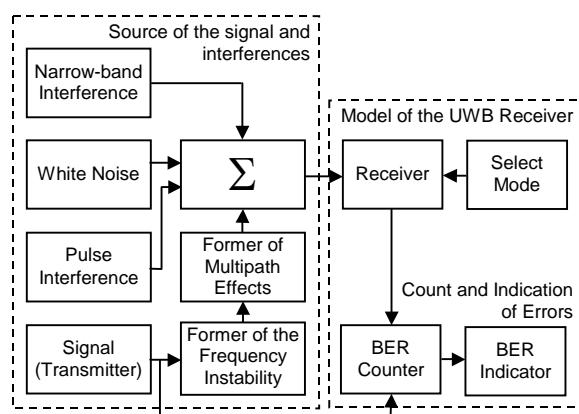 Source of the signal and
interferences
Narrow-band
Interference
Model of the UWB Receiver
White Noise
Σ
Receiver
Select
Mode
Pulse
Interference
Former of
Multipath
Effects
Count and Indication
of Errors
Signal
(Transmitter)
Former of the
Frequency
Instability
BER
Counter
BER
Indicator